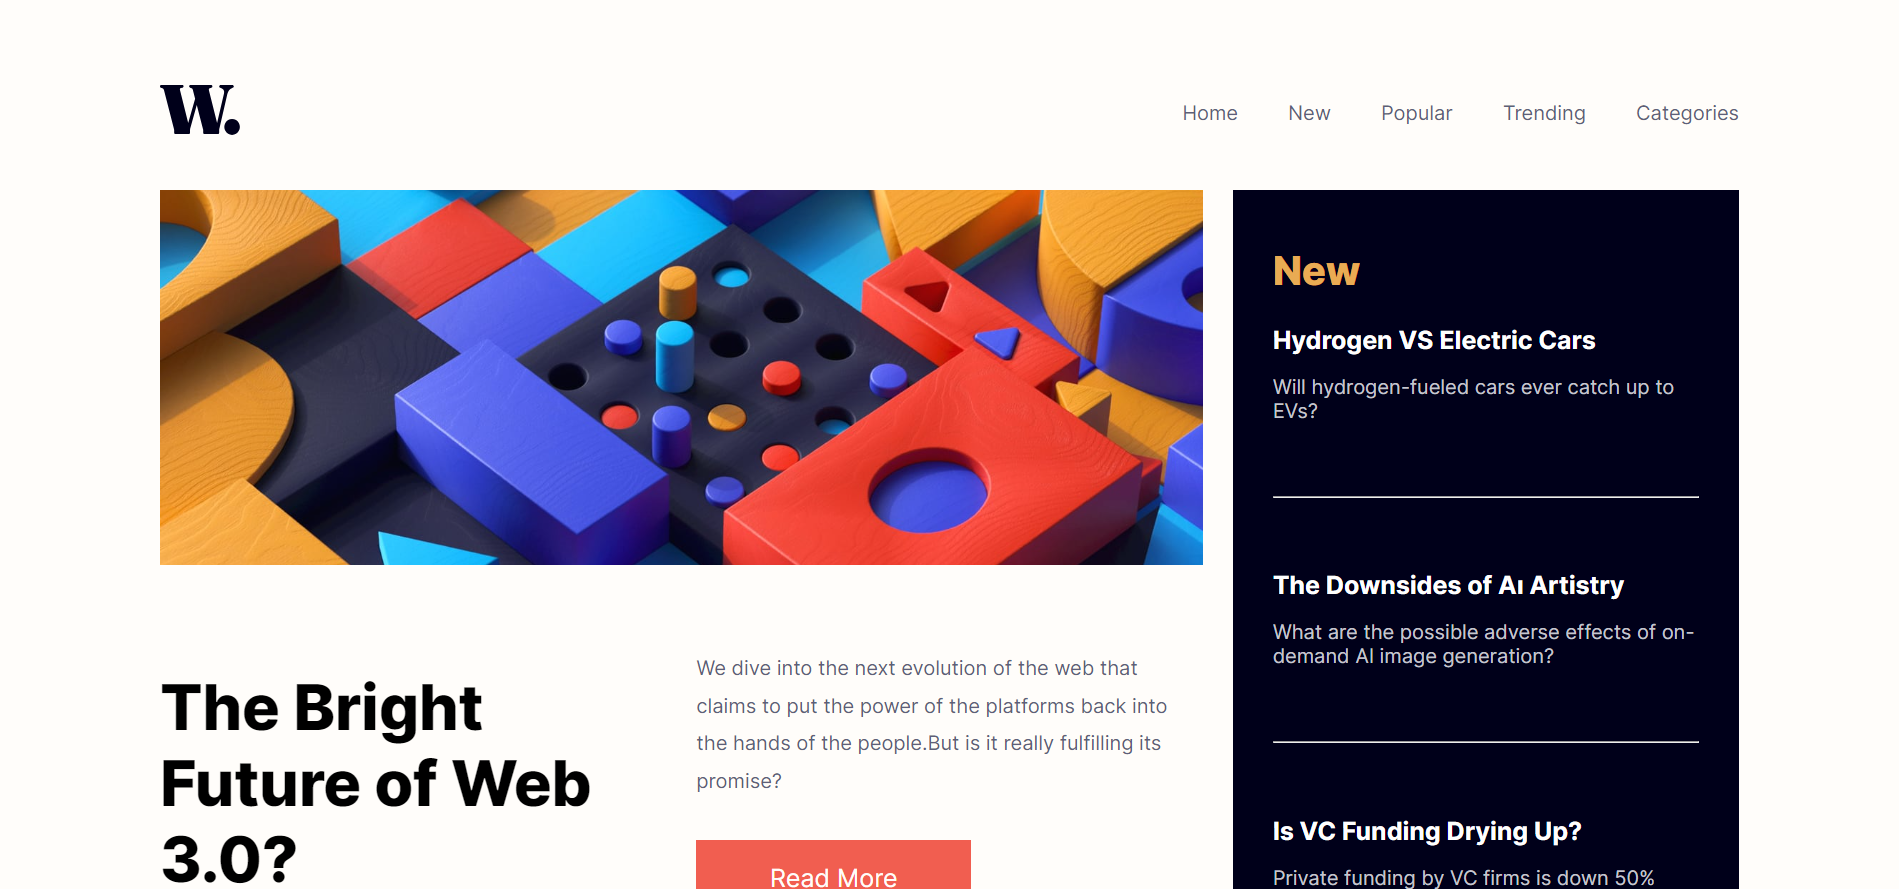 W.
Home New Popular Trending Categories
The Bright
Future of Web
3.0?
We dive into the next evolution of the web that
claims to put the power of the platforms back into
the hands of the people.But is it really fulfilling its
promise?
Read More
New
Hydrogen VS Electric Cars
Will hydrogen-fueled cars ever catch up to
EVs?
The Downsides of Aı Artistry
What are the possible adverse effects of on-
demand AI image generation?
Is VC Funding Drying Up?
Private funding by VC firms is down 50%